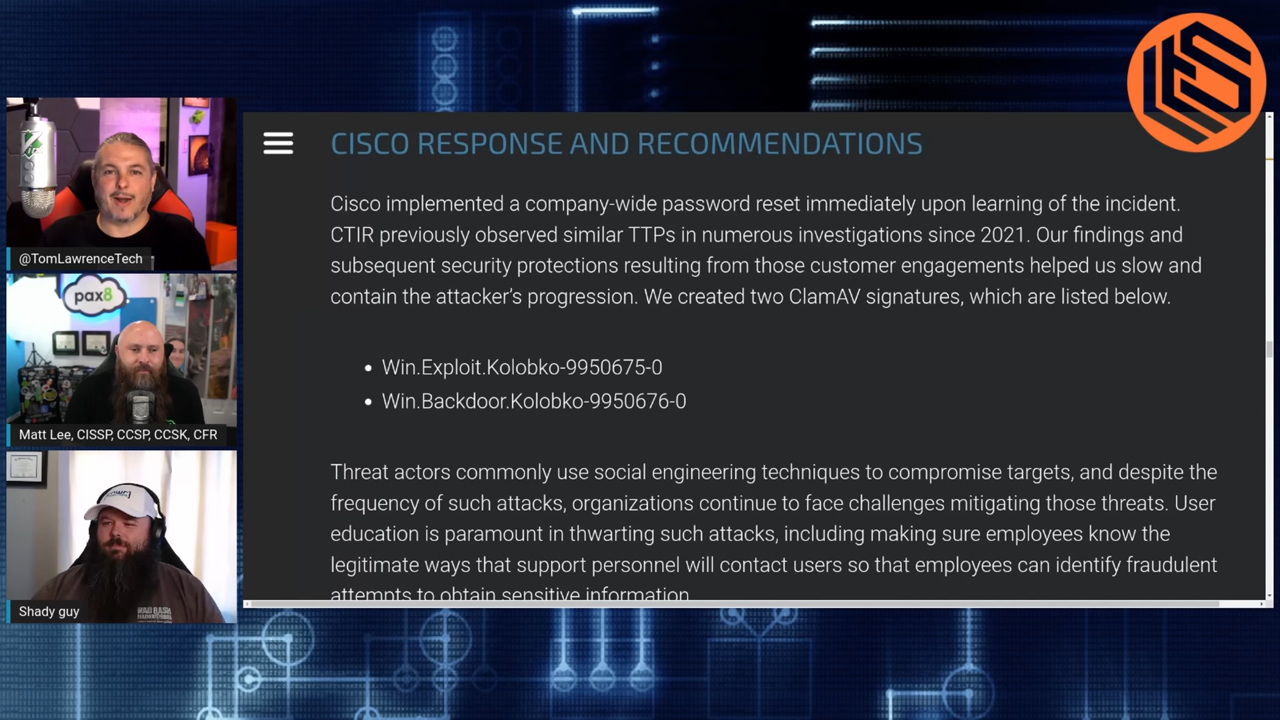 CISCO RESPONSE AND RECOMMENDATIONS
Cisco implemented a company-wide password reset immediately upon learning of the incident.
CTIR previously observed similar TTPs in numerous investigations since 2021. Our findings and
subsequent security protections resulting from those customer engagements helped us slow and
contain the attacker's progression. We created two ClamAV signatures, which are listed below.
• Win.Exploit.Kolobko-9950675-0
• Win.Backdoor.Kolobko-9950676-0
Threat actors commonly use social engineering techniques to compromise targets, and despite the
frequency of such attacks, organizations continue to face challenges mitigating those threats. User
education is paramount in thwarting such attacks, including making sure employees know the
legitimate ways that support personnel will contact users so that employees can identify fraudulent
attempts to obtain sensitive information
@TomLawrenceTech
pax8
Matt Lee, CISSP, CCSP, CCSK, CFR
Shady guy